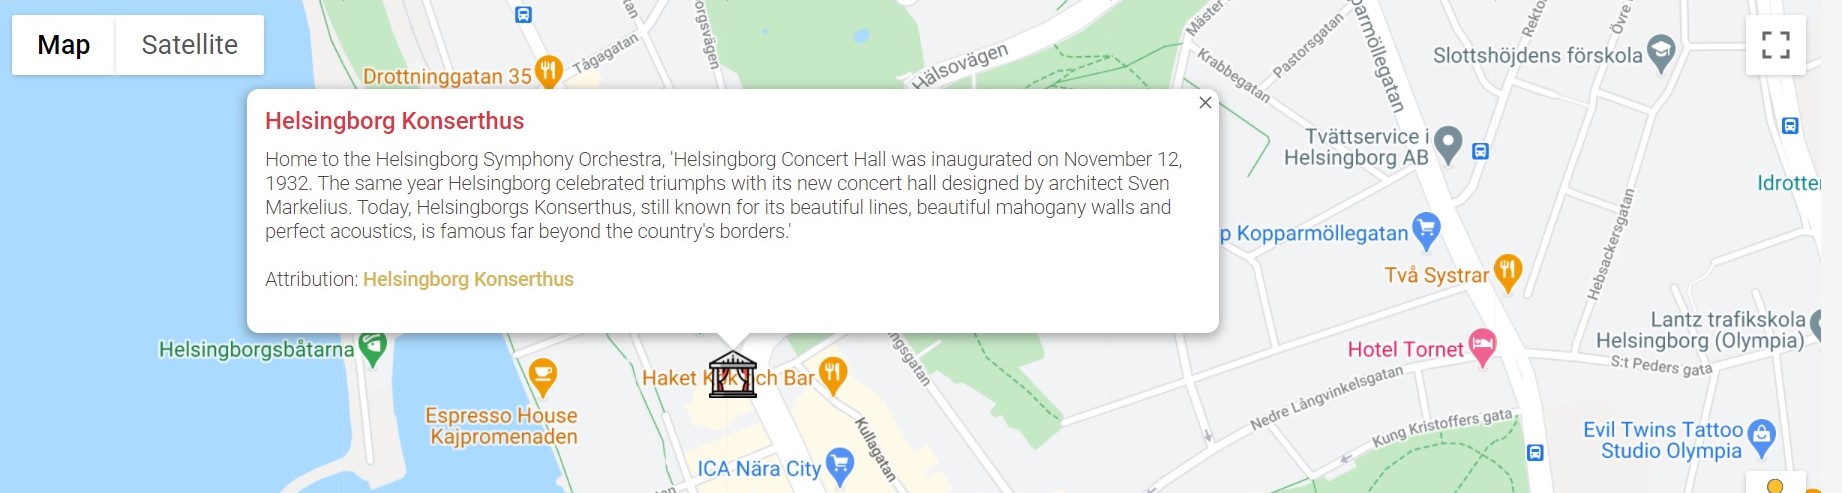 Map
Satellite
Drottninggatan 35
Tågagatan
Hälsovägen
Mäster
Krabbegatan
Pastorsgatan
Övre
Slottshöjdens förskola
Helsingborg Konserthus
Home to the Helsingborg Symphony Orchestra, 'Helsingborg Concert Hall was inaugurated on November 12,
1932. The same year Helsingborg celebrated triumphs with its new concert hall designed by architect Sven
Markelius. Today, Helsingborgs Konserthus, still known for its beautiful lines, beautiful mahogany walls and
perfect acoustics, is famous far beyond the country's borders.'
Attribution: Helsingborg Konserthus
Tvättservice i
Helsingborg AB
Idrotte
p Kopparmöllegatan
Två Systrar
Hebsackersgatan
Lantz trafikskola
Helsingborg (Olympia)
Hotel Tornet
S:t Peders gata
Nedre Långvinkelsgatan
Kung Kristoffers gata
Evil Twins Tattoo
Studio Olympia
Helsingborgsbåtarna
Haket Kök och Bar
Espresso House
Kajpromenaden
Kullagatan
ICA Nära City